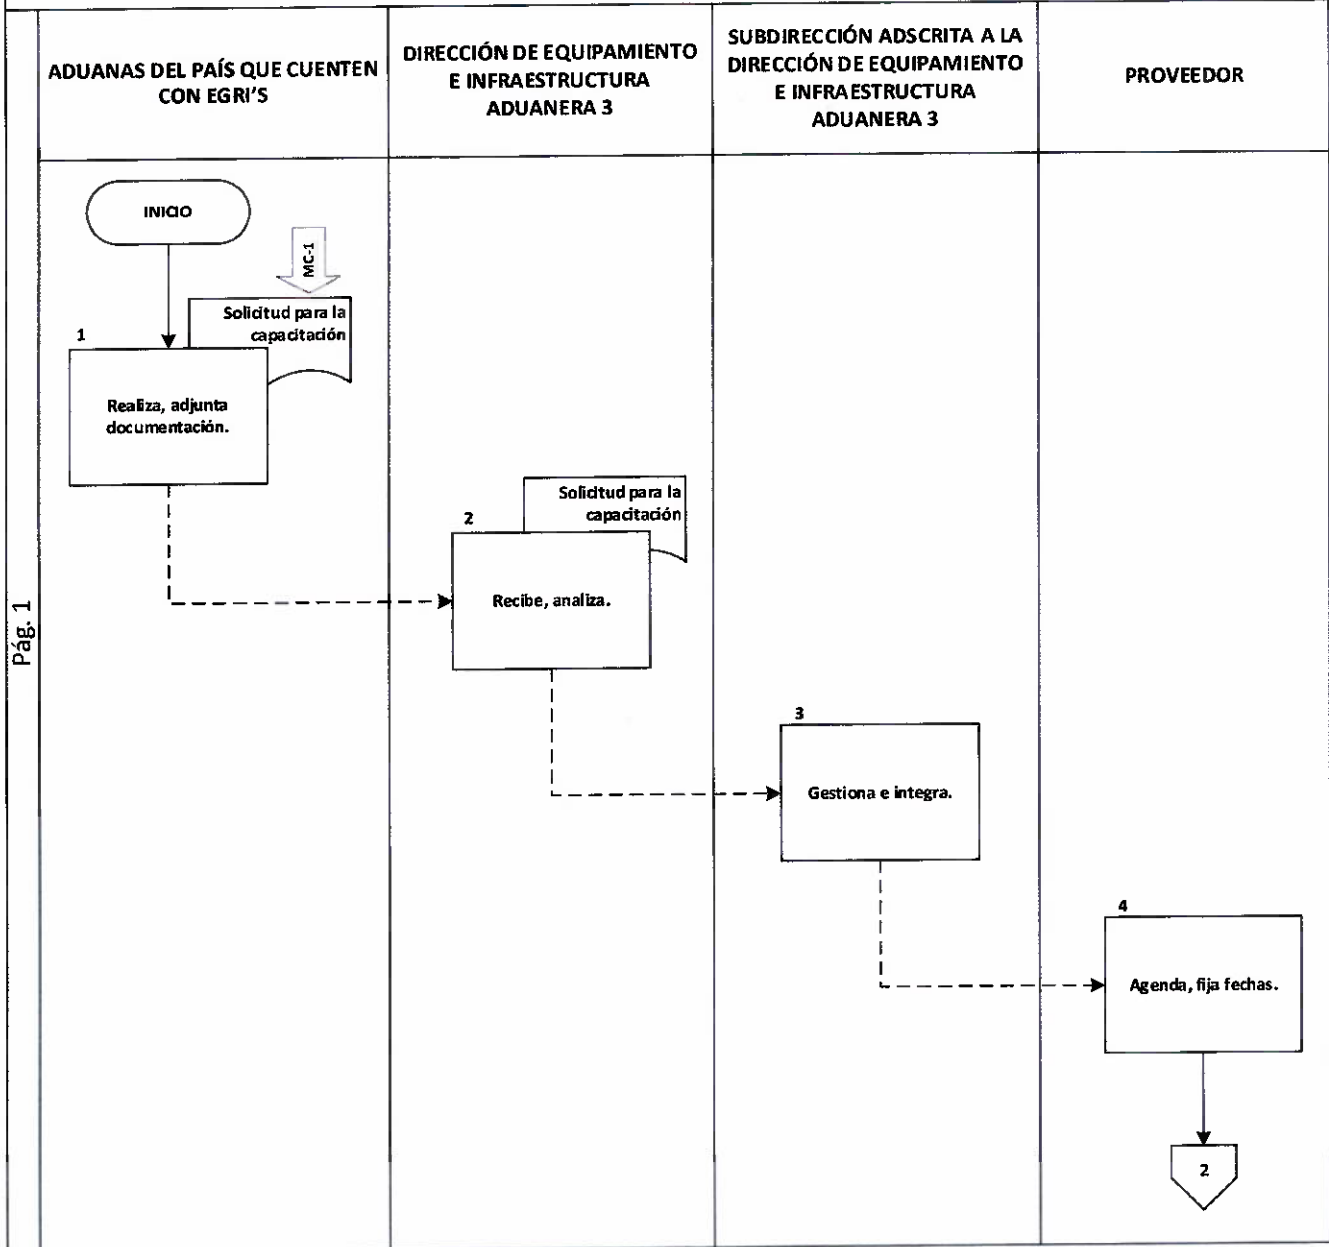 ADUANAS DEL PAÍS QUE CUENTEN
CON EGRI'S
DIRECCIÓN DE EQUIPAMIENTO
E INFRAESTRUCTURA
ADUANERA 3
SUBDIRECCIÓN ADSCRITA A LA
DIRECCIÓN DE EQUIPAMIENTO
E INFRAESTRUCTURA
ADUANERA 3
PROVEEDOR
Pág. 1
INICIO
MC-1
Solicitud para la
capacitación
1
Realiza, adjunta
documentación.
Solicitud para la
capacitación
2
Recibe, analiza.
3
Gestiona e integra.
4
Agenda, fija fechas.
2